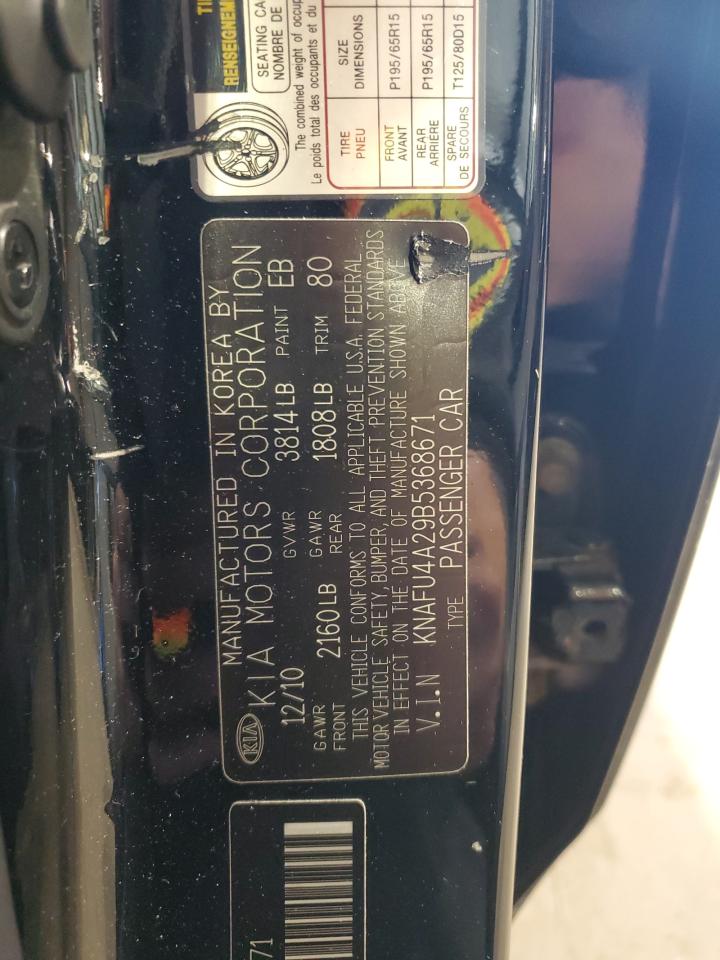 TI
RENSEIGNEM
SEATING CA
NOMBRE DE
The combined weight of occup
Le poids total des occupants et du
TIRE PNEU SIZE DIMENSIONS
FRONT AVANT P195/65R15
REAR ARRIERE P195/65R15
SPARE DE SECOURS T125/80D15
MANUFACTURED IN KOREA BY
KIA KIA MOTORS CORPORATION
12/10 GVWR 3814LB PAINT EB
GAWR FRONT 2160LB GAWR REAR 1808LB TRIM 80
THIS VEHICLE CONFORMS TO ALL APPLICABLE U.S.A. FEDERAL
MOTOR VEHICLE SAFETY, BUMPER, AND THEFT PREVENTION STANDARDS
IN EFFECT ON THE DATE OF MANUFACTURE SHOWN ABOVE
V.I.N KNAFU4A29B5368671
TYPE PASSENGER CAR
71